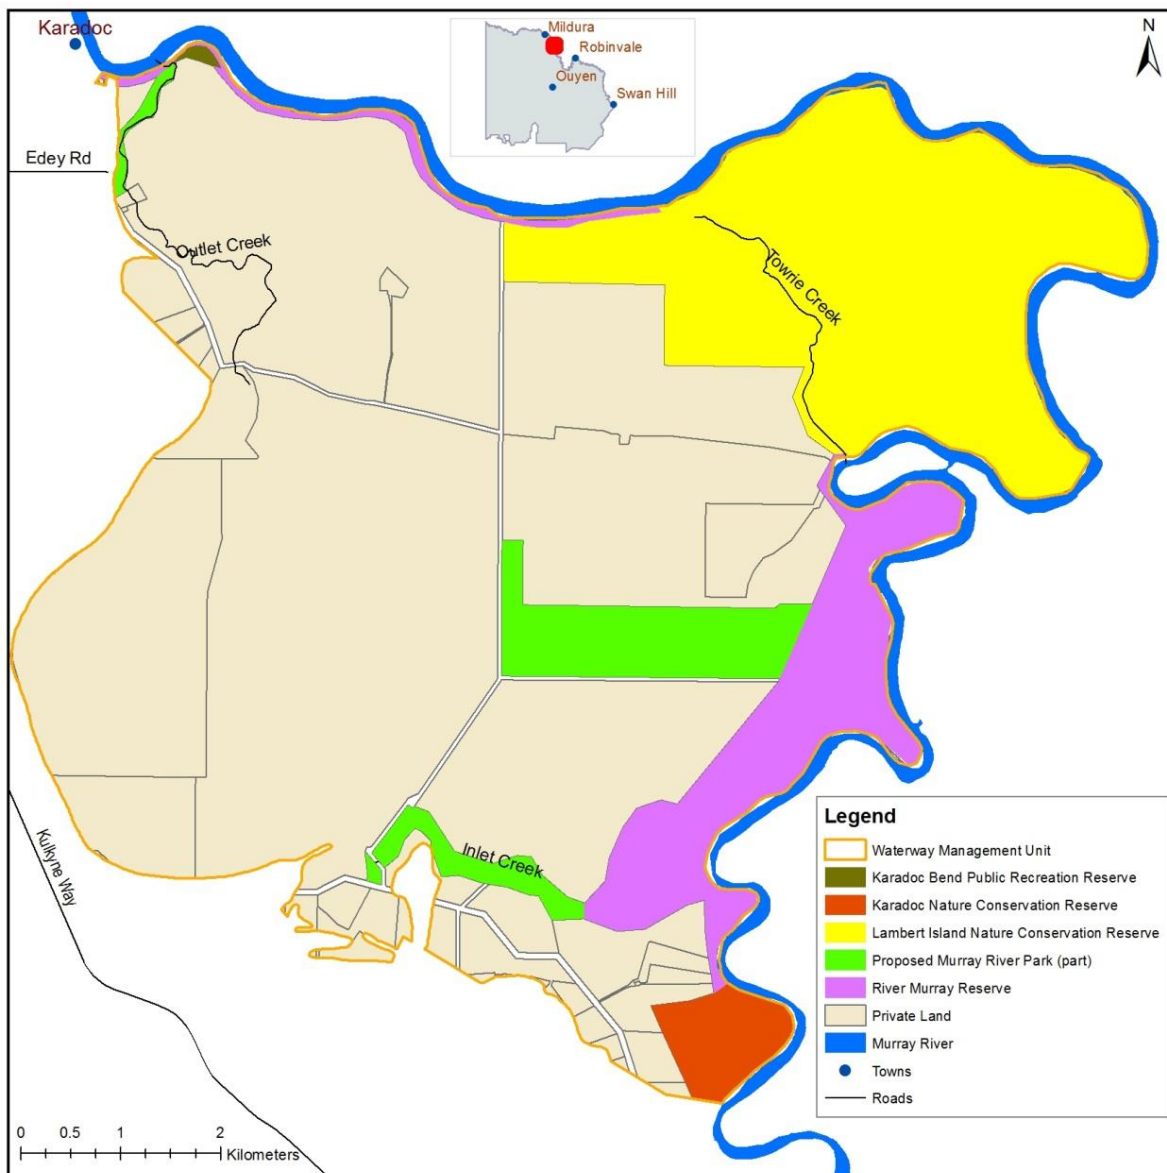 Karadoc
Mildura
Robinvale
Ouyen
Swan Hill
N
Edey Rd
Outlet Creek
Towrie Creek
Inlet Creek
Kulkyne Way
Legend
Waterway Management Unit
Karadoc Bend Public Recreation Reserve
Karadoc Nature Conservation Reserve
Lambert Island Nature Conservation Reserve
Proposed Murray River Park (part)
River Murray Reserve
Private Land
Murray River
Towns
Roads
0 0.5 1 2
Kilometers